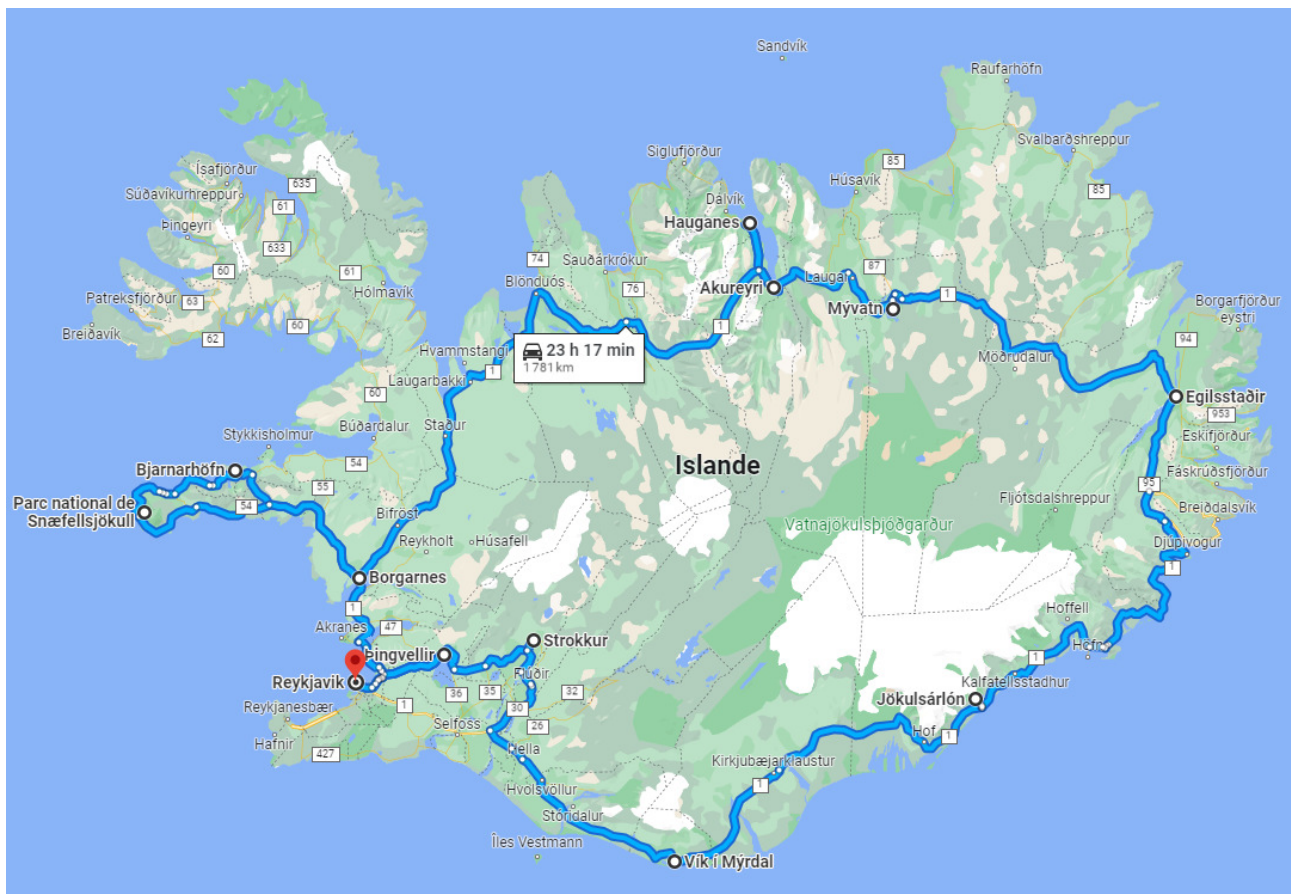 Sandvík
Raufarhöfn
Siglufjörður
Svalbarðshreppur
85
Ísafjörður
635
Súðavíkurhreppur
61
Húsavík
85
Dalvík
Hauganes
Þingeyri
633
74
Sauðárkrókur
87
Laugar
60
61
Hólmavík
Blönduós
76
Akureyri
1
Patreksfjörður
63
Mývatn
Borgarfjörður
eystri
Breiðavík
62
60
1
94
Hvammstangi
23 h 17 min
1 781 km
Möðrudalur
Laugarbakki
1
60
Egilsstaðir
953
Búðardalur
Staður
Stykkisholmur
Eskifjörður
Bjarnarhöfn
54
Islande
Fáskrúðsfjörður
55
95
Parc national de
Snæfellsjökull
54
Fljótsdalshreppur
Breiðdalsvík
Bifröst
Vatnajökulsþjóðgarður
Reykholt
Húsafell
Djúpivogur
1
Borgarnes
1
Hoffell
Akranes
47
Strokkur
Höfn
Þingvellir
1
Reykjavik
Flúðir
Kálfafellsstaðhur
36
35
32
Jökulsárlón
Reykjanesbær
1
30
Selfoss
26
Hof
1
Hafnir
427
Hella
Kirkjubæjarklaustur
1
Hvolsvöllur
Stóridalur
Îles Vestmann
Vík í Mýrdal